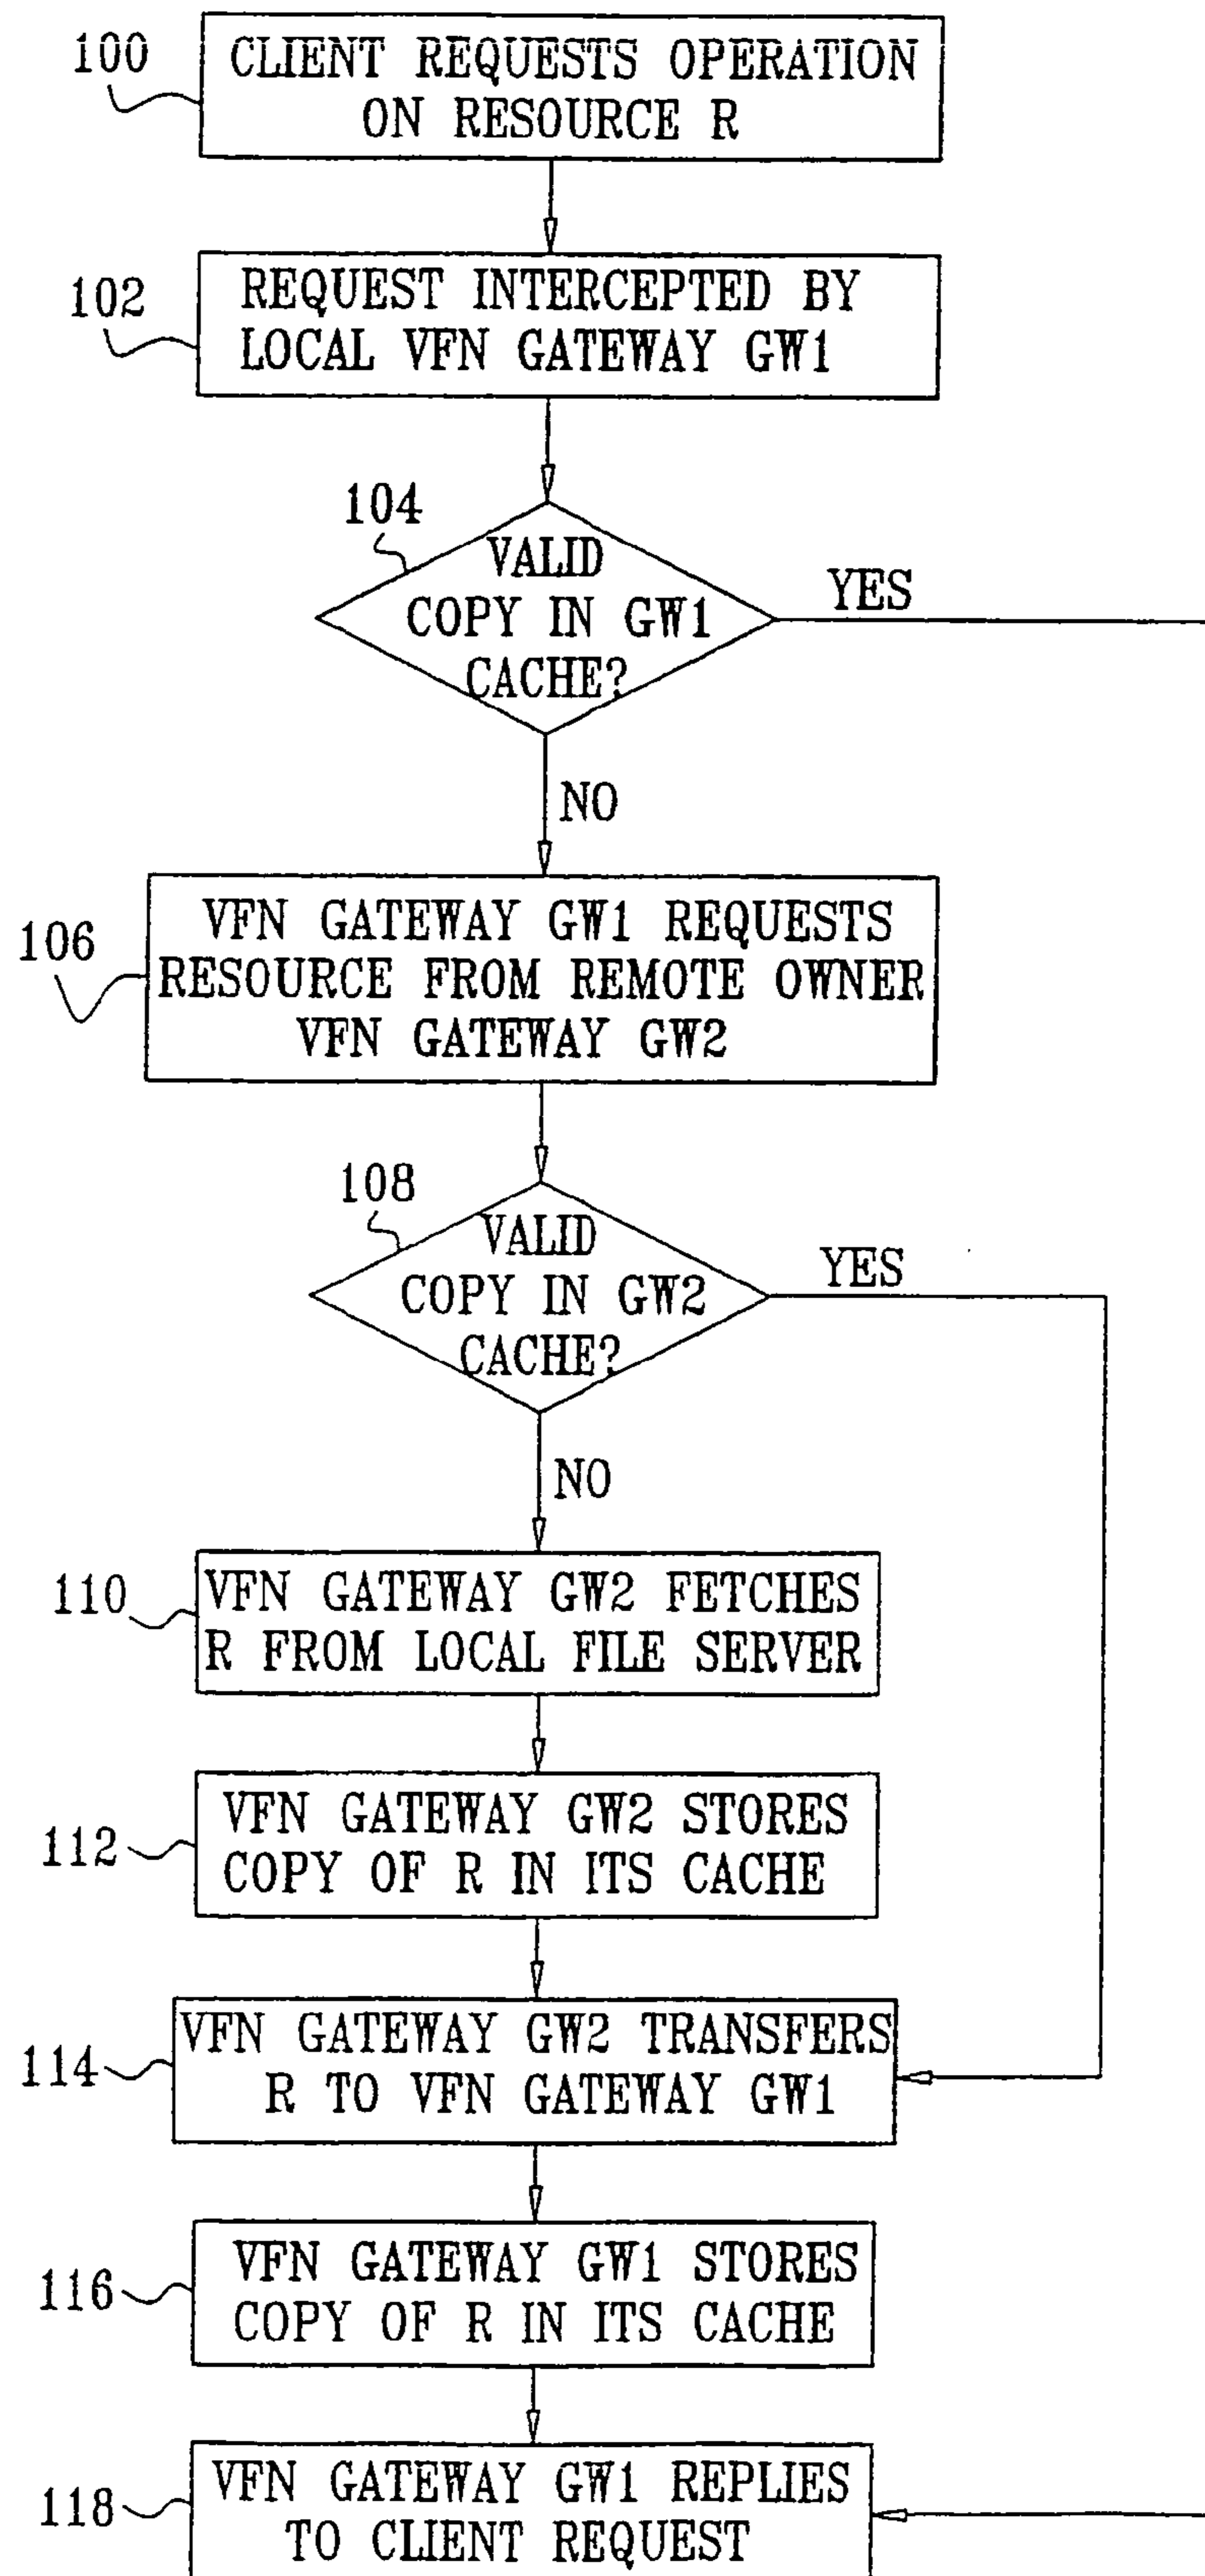 100
CLIENT REQUESTS OPERATION
ON RESOURCE R
102
REQUEST INTERCEPTED BY
LOCAL VFN GATEWAY GW1
104
VALID
COPY IN GW1
CACHE?
YES
NO
106
VFN GATEWAY GW1 REQUESTS
RESOURCE FROM REMOTE OWNER
VFN GATEWAY GW2
108
VALID
COPY IN GW2
CACHE?
YES
NO
110
VFN GATEWAY GW2 FETCHES
R FROM LOCAL FILE SERVER
112
VFN GATEWAY GW2 STORES
COPY OF R IN ITS CACHE
114
VFN GATEWAY GW2 TRANSFERS
R TO VFN GATEWAY GW1
116
VFN GATEWAY GW1 STORES
COPY OF R IN ITS CACHE
118
VFN GATEWAY GW1 REPLIES
TO CLIENT REQUEST